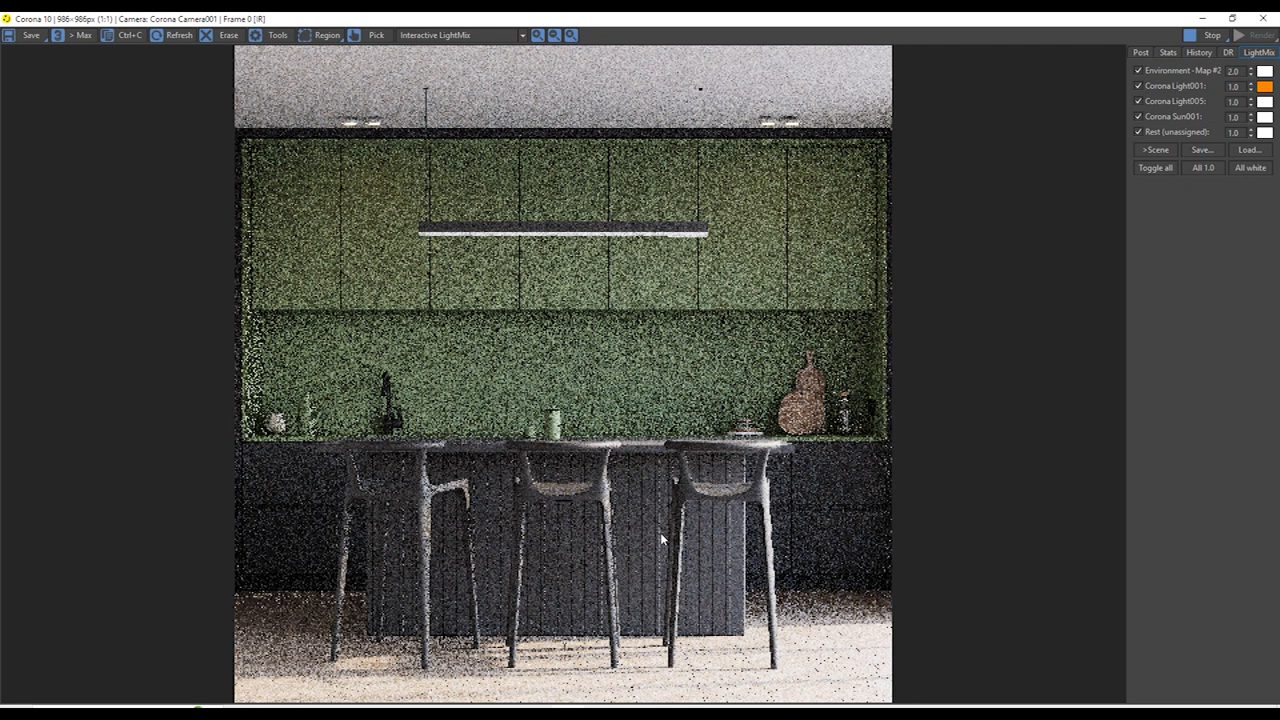 Corona 10 | 986×986px (1:1) | Camera: Corona Camera001 | Frame 0 [IR]
Save 3 > Max Ctrl+C Refresh Erase Tools Region Pick Interactive LightMix Stop Render
Post Stats History DR LightMix
Environment - Map #2 2.0
Corona Light001: 1.0
Corona Light005: 1.0
Corona Sun001: 1.0
Rest (unassigned): 1.0
>Scene Save... Load...
Toggle all All 1.0 All white